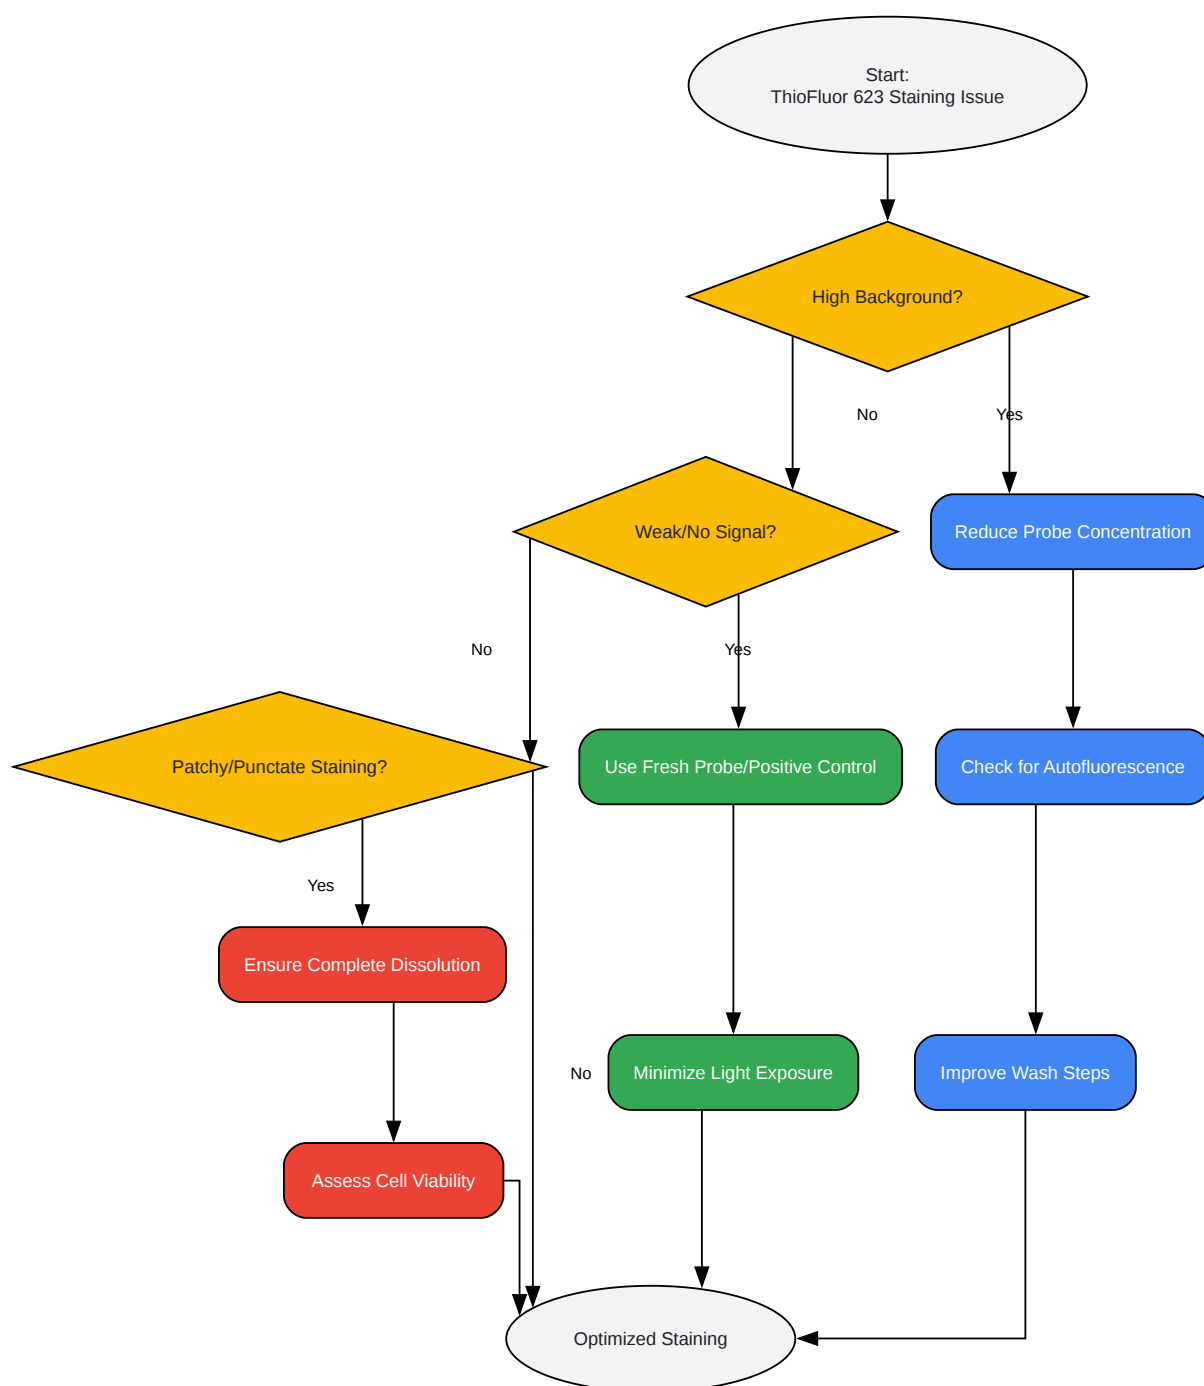 Start:
ThioFluor 623 Staining Issue
High Background?
No
Yes
Weak/No Signal?
Reduce Probe Concentration
No
Yes
Patchy/Punctate Staining?
Use Fresh Probe/Positive Control
Check for Autofluorescence
Yes
Ensure Complete Dissolution
No
Minimize Light Exposure
Improve Wash Steps
Assess Cell Viability
Optimized Staining